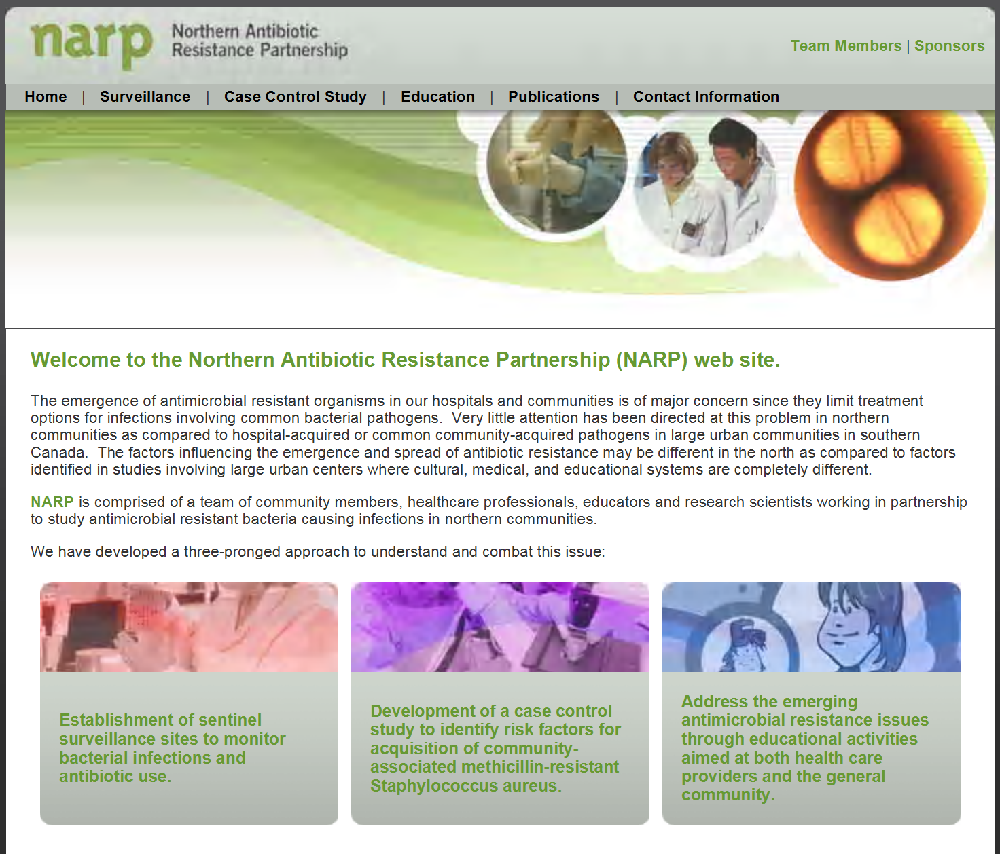 narp
Northern Antibiotic
Resistance Partnership
Team Members | Sponsors
Home | Surveillance | Case Control Study | Education | Publications | Contact Information
Welcome to the Northern Antibiotic Resistance Partnership (NARP) web site.
The emergence of antimicrobial resistant organisms in our hospitals and communities is of major concern since they limit treatment
options for infections involving common bacterial pathogens.  Very little attention has been directed at this problem in northern
communities as compared to hospital-acquired or common community-acquired pathogens in large urban communities in southern
Canada.  The factors influencing the emergence and spread of antibiotic resistance may be different in the north as compared to factors
identified in studies involving large urban centers where cultural, medical, and educational systems are completely different.
NARP is comprised of a team of community members, healthcare professionals, educators and research scientists working in partnership
to study antimicrobial resistant bacteria causing infections in northern communities.
We have developed a three-pronged approach to understand and combat this issue:
Establishment of sentinel
surveillance sites to monitor
bacterial infections and
antibiotic use.
Development of a case control
study to identify risk factors for
acquisition of community-
associated methicillin-resistant
Staphylococcus aureus.
Address the emerging
antimicrobial resistance issues
through educational activities
aimed at both health care
providers and the general
community.